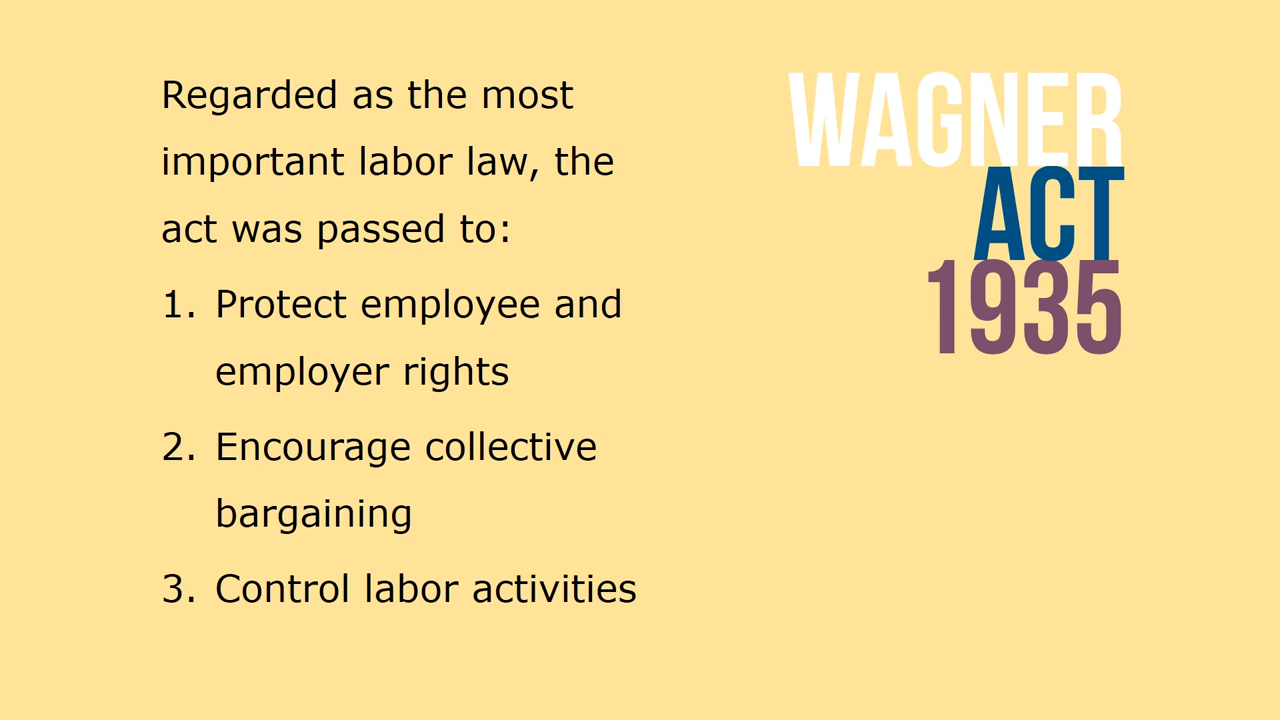 Regarded as the most
important labor law, the
act was passed to:
1. Protect employee and
employer rights
2. Encourage collective
bargaining
3. Control labor activities
WAGNER
ACT
1935